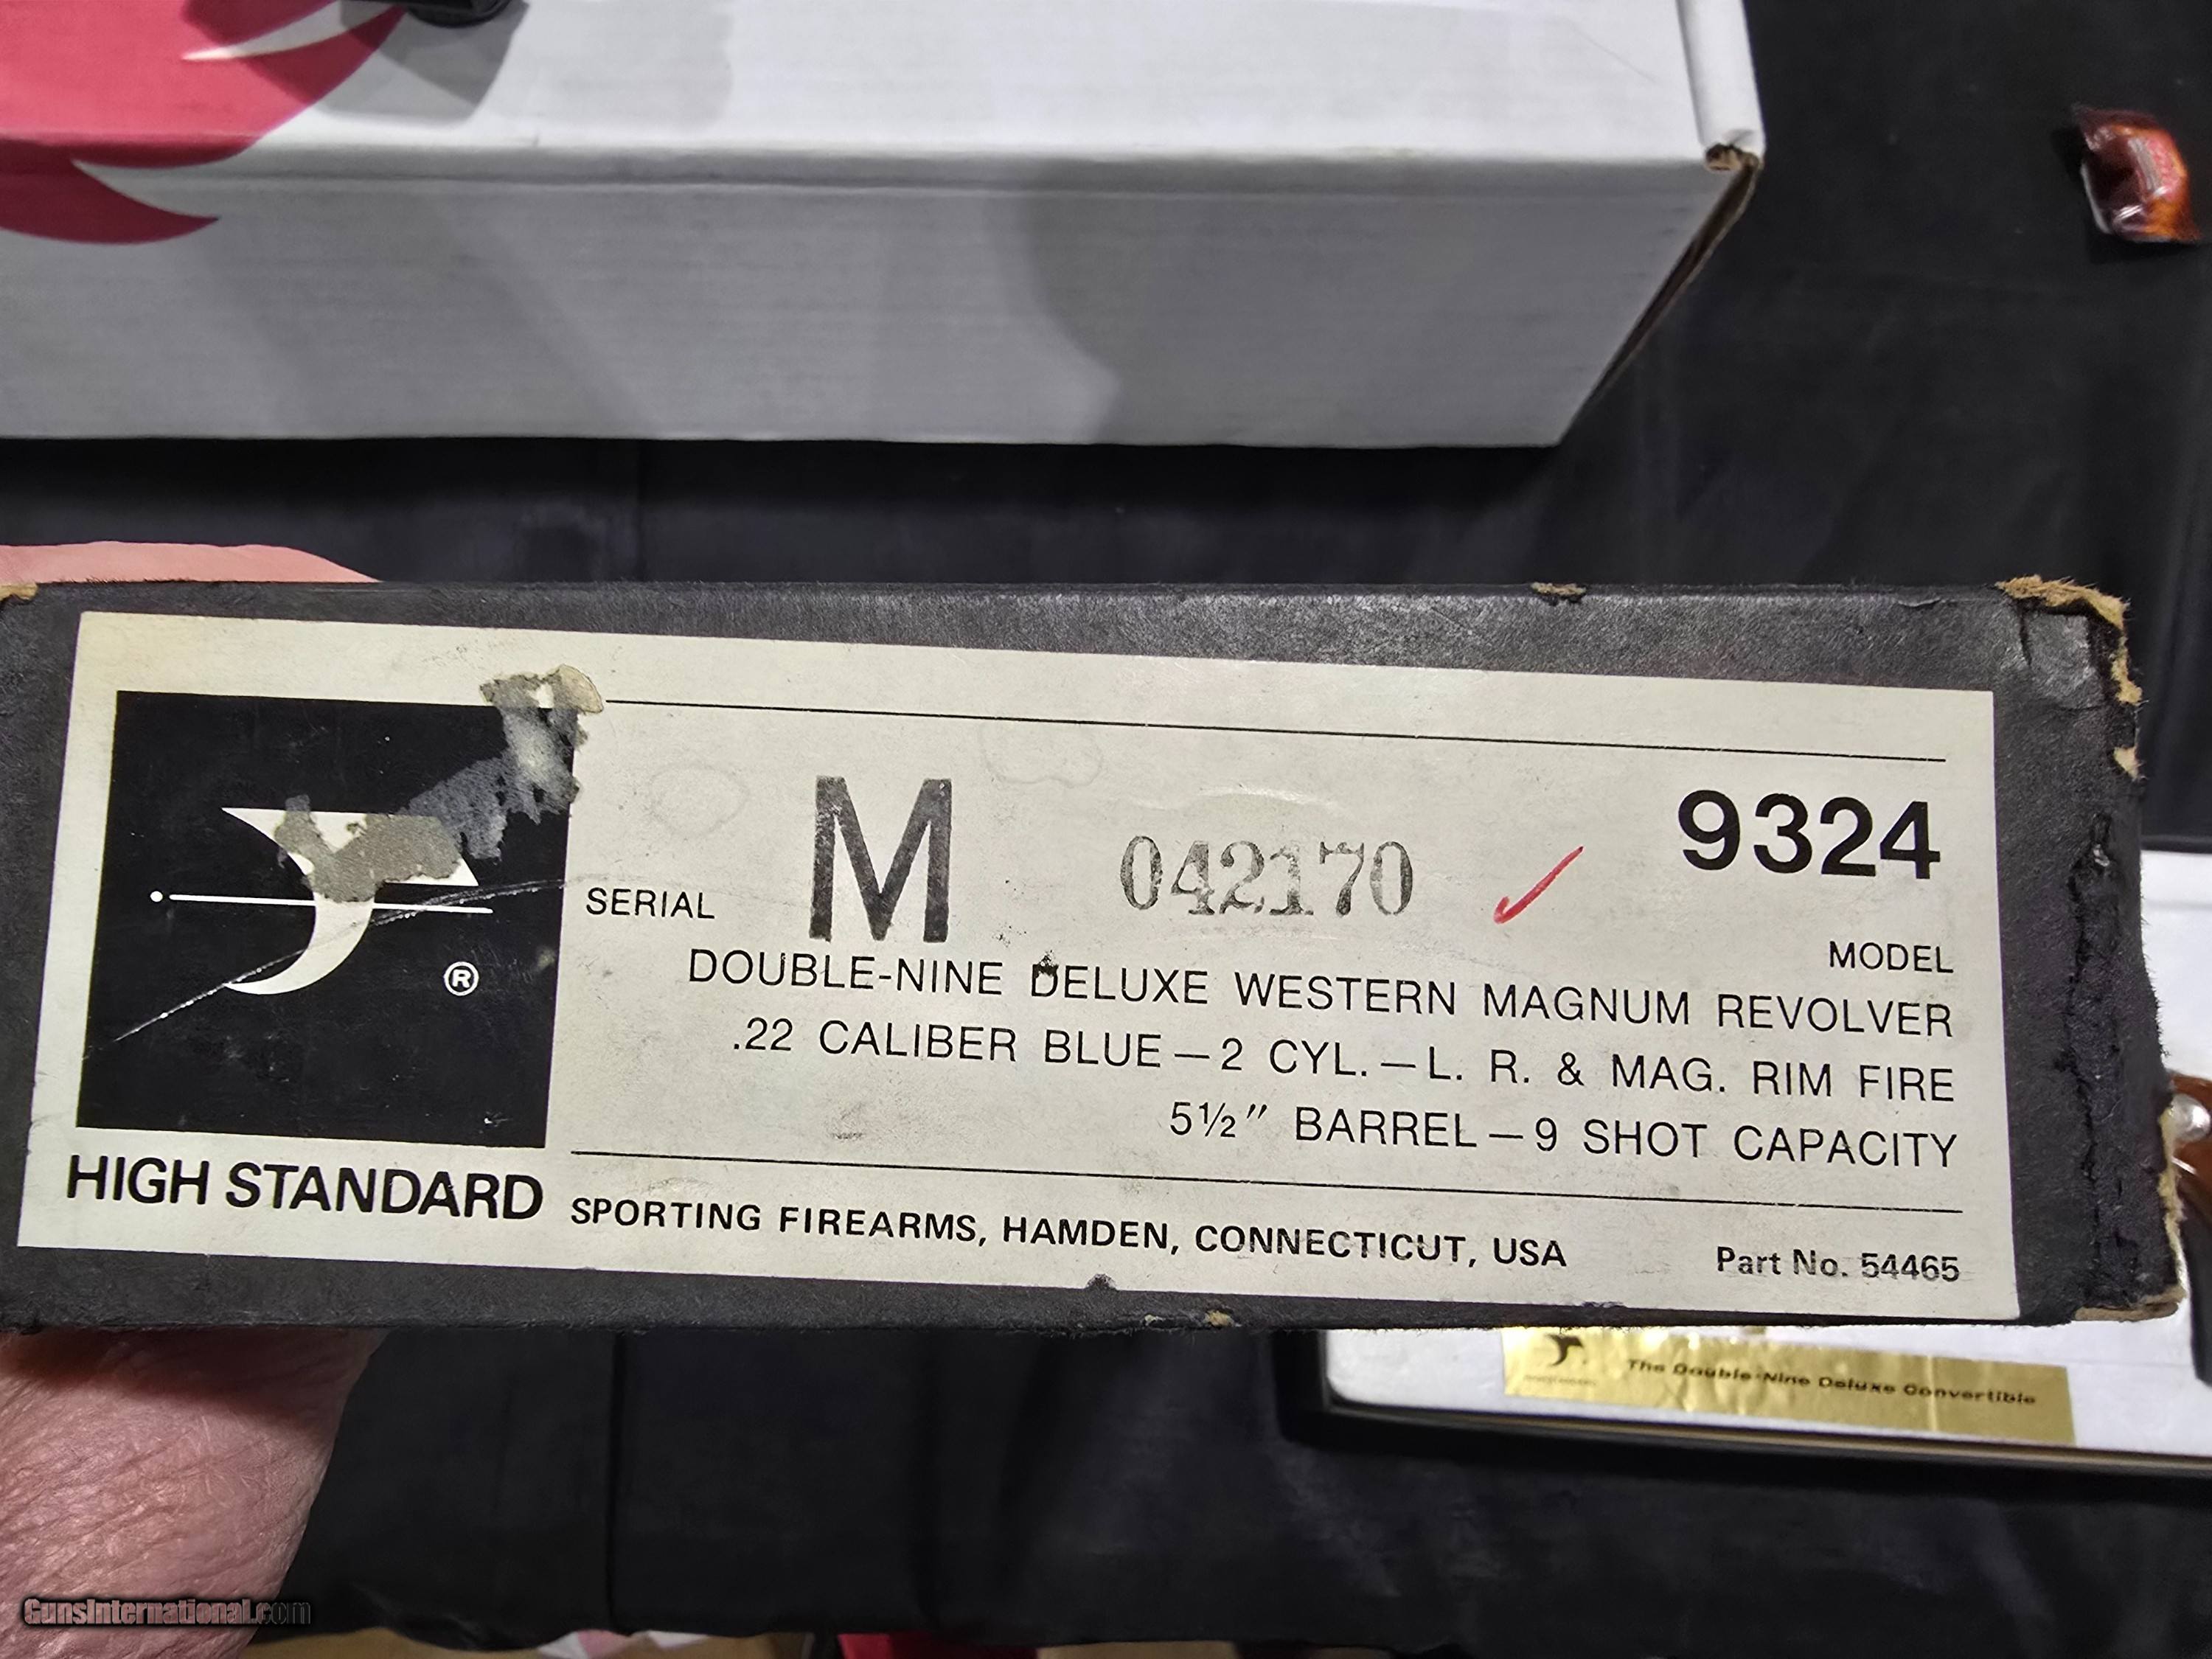 9324
SERIAL M 042170
MODEL
DOUBLE-NINE DELUXE WESTERN MAGNUM REVOLVER
.22 CALIBER BLUE—2 CYL.—L. R. & MAG. RIM FIRE
5½" BARREL—9 SHOT CAPACITY
®
HIGH STANDARD SPORTING FIREARMS, HAMDEN, CONNECTICUT, USA Part No. 54465
The Double-Nine Deluxe Convertible
GunsInternational.com